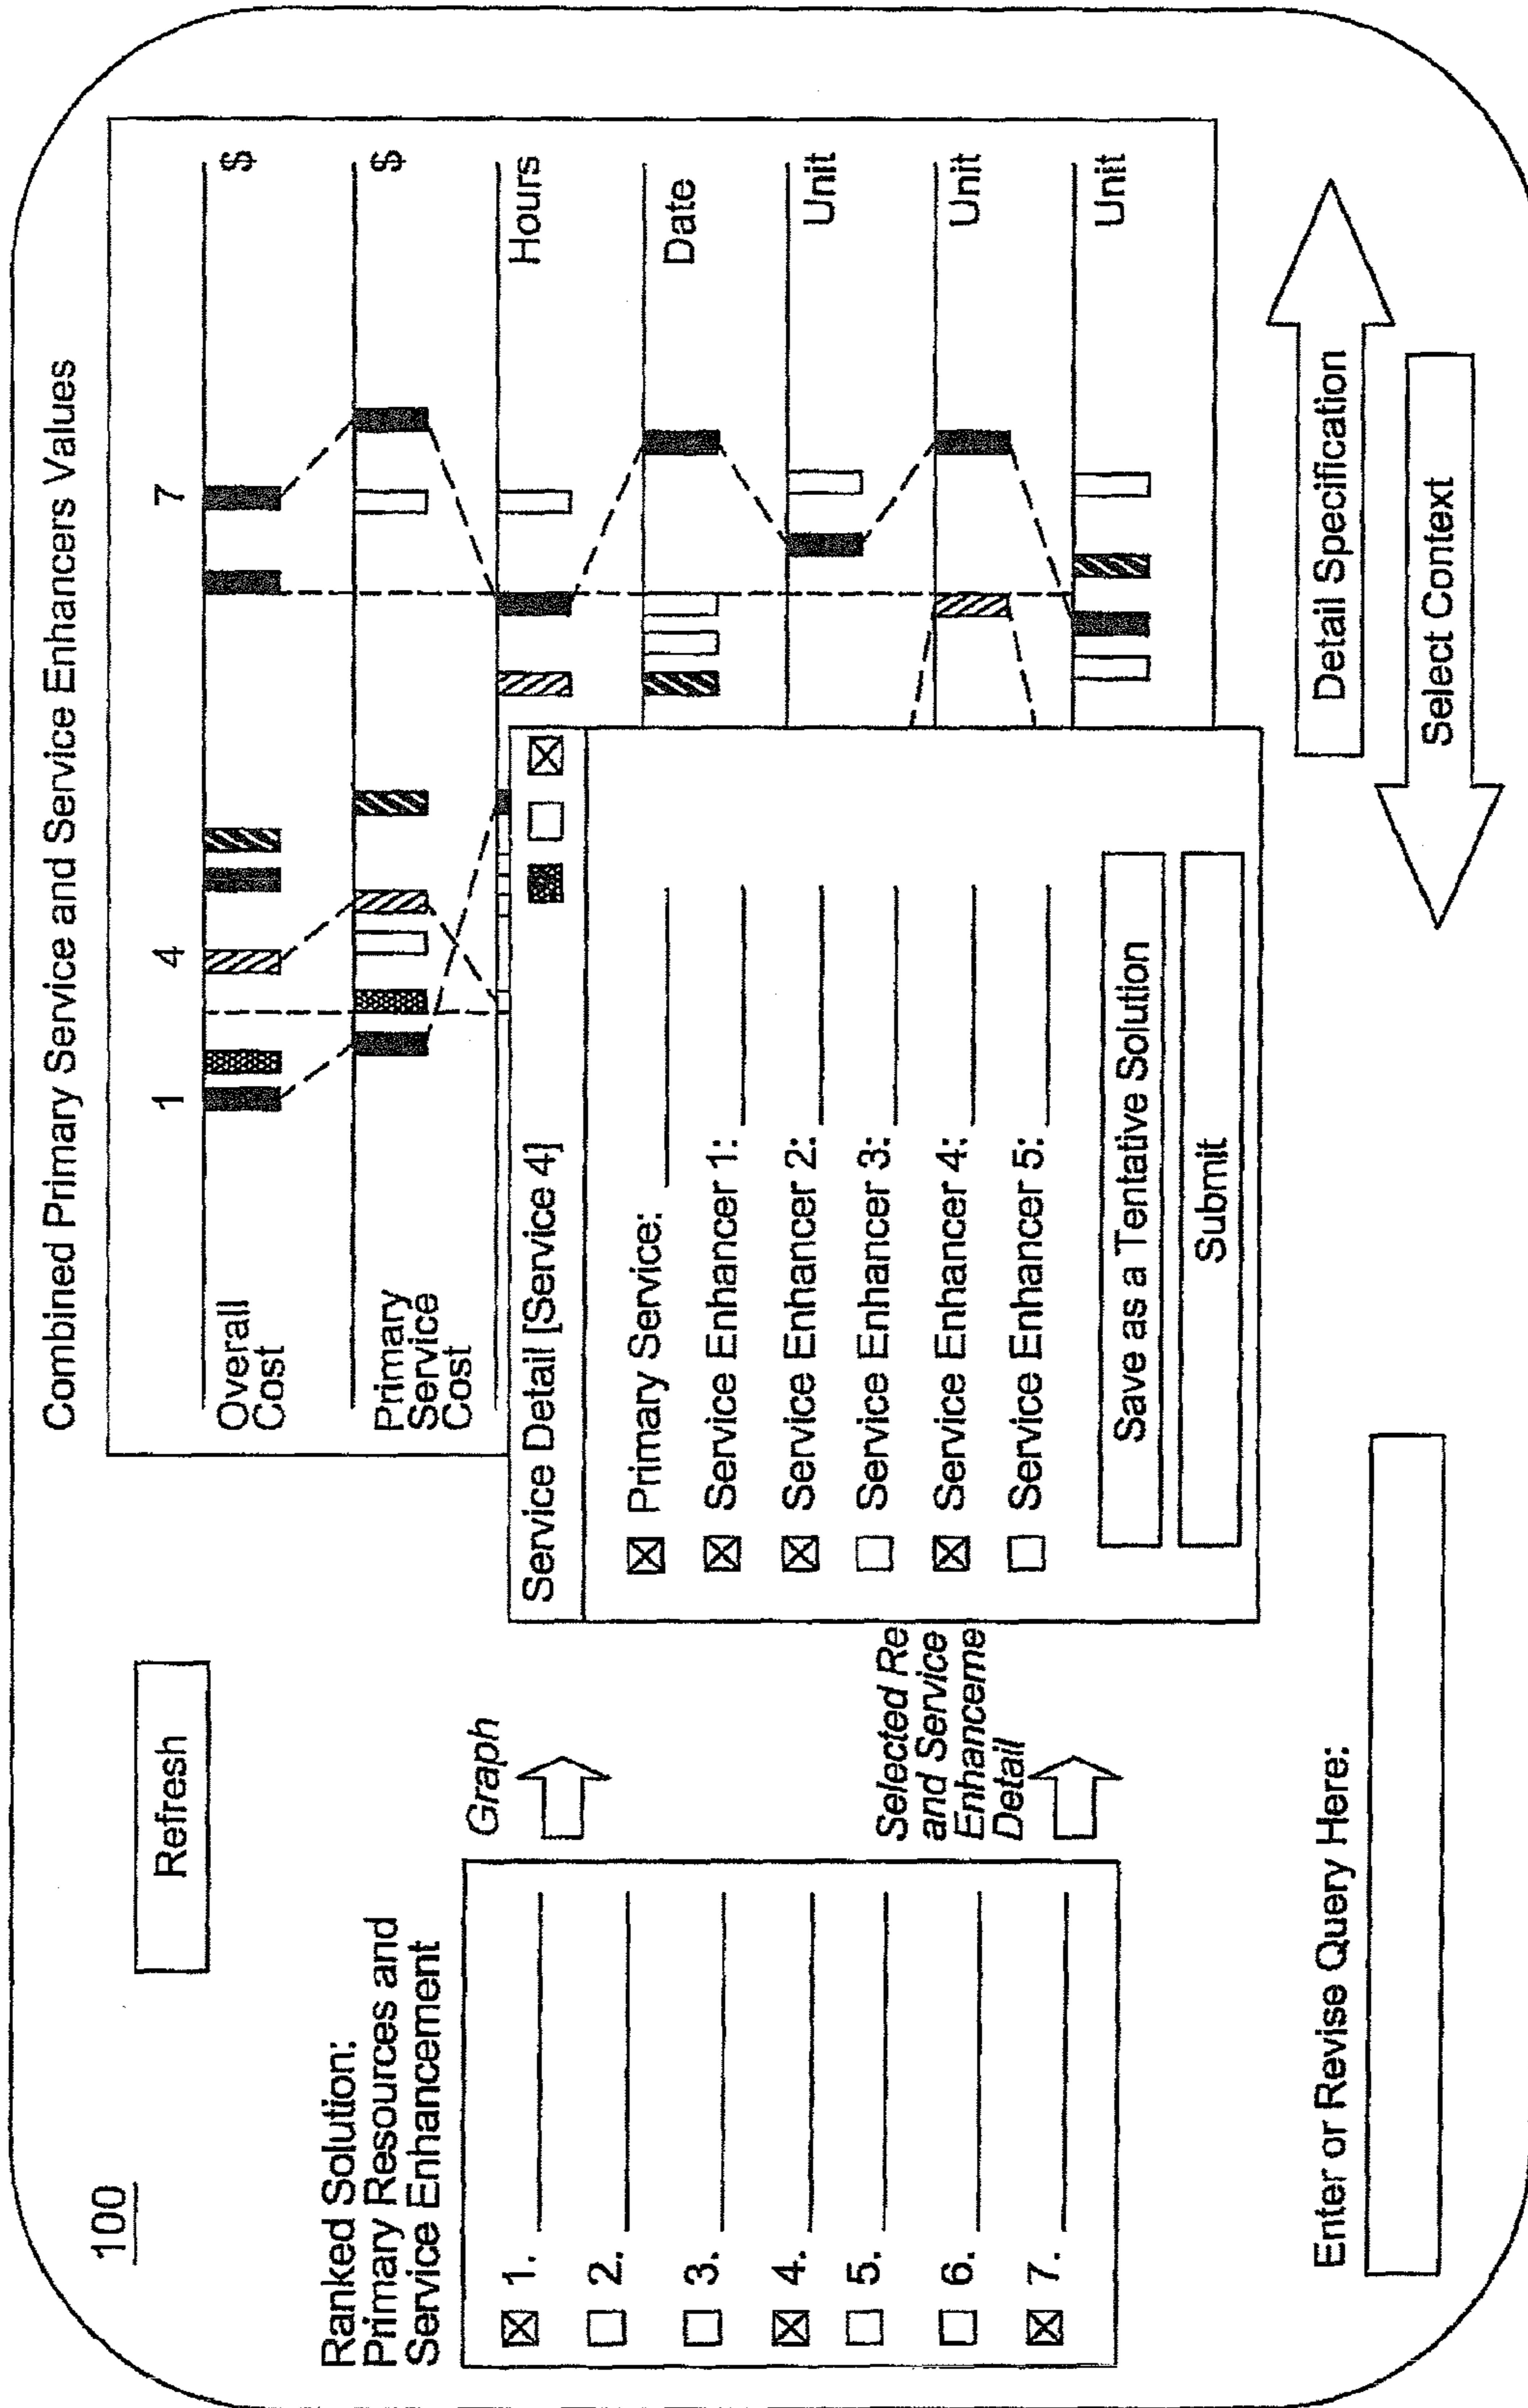 100
Refresh
Combined Primary Service and Service Enhancers Values
1 4 7
Overall
Cost
$
Primary
Service
Cost
$
Hours
Date
Unit
Unit
Unit
Ranked Solution:
Primary Resources and
Service Enhancement
1.
2.
3.
4.
5.
6.
7.
Graph
Selected Re
and Service
Enhanceme
Detail
Service Detail [Service 4]
Primary Service:
Service Enhancer 1:
Service Enhancer 2:
Service Enhancer 3:
Service Enhancer 4:
Service Enhancer 5:
Save as a Tentative Solution
Submit
Enter or Revise Query Here:
Detail Specification
Select Context